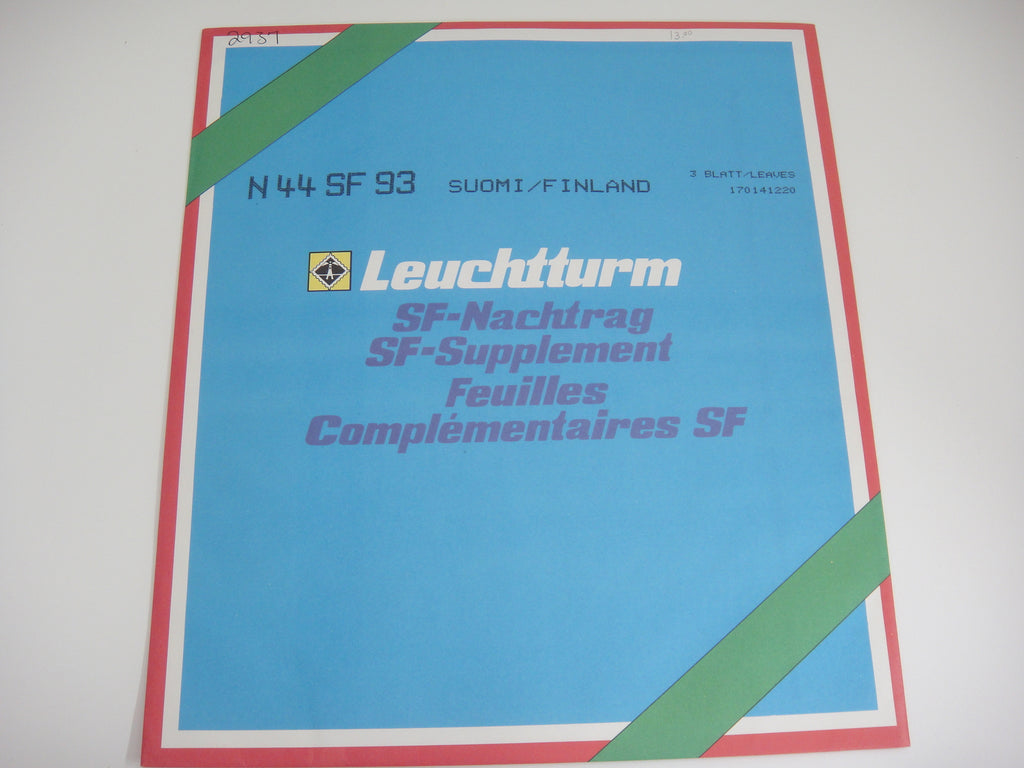 2937
13.00
N 44 SF 93 SUOMI/FINLAND 3 BLATT/LEAVES
170141220
Leuchtturm
SF-Nachtrag
SF-Supplement
Feuilles
Complémentaires SF